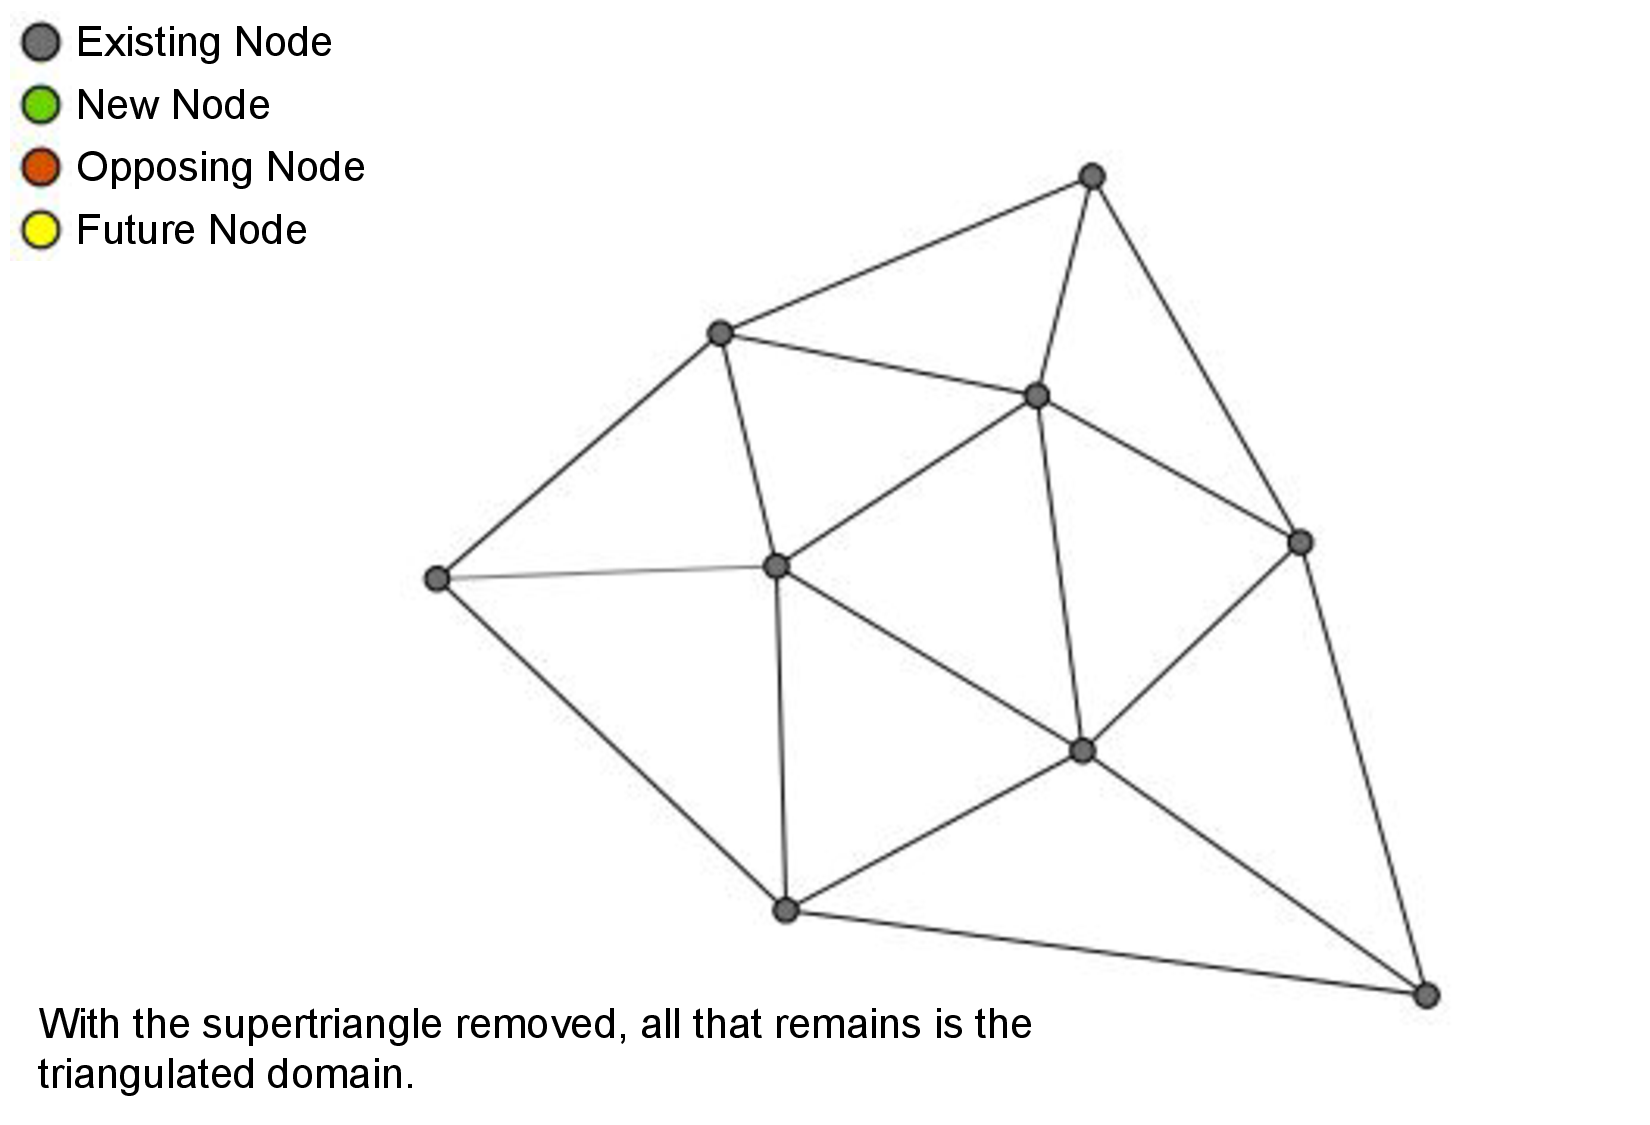 Existing Node
New Node
Opposing Node
Future Node
With the supertriangle removed, all that remains is the
triangulated domain.